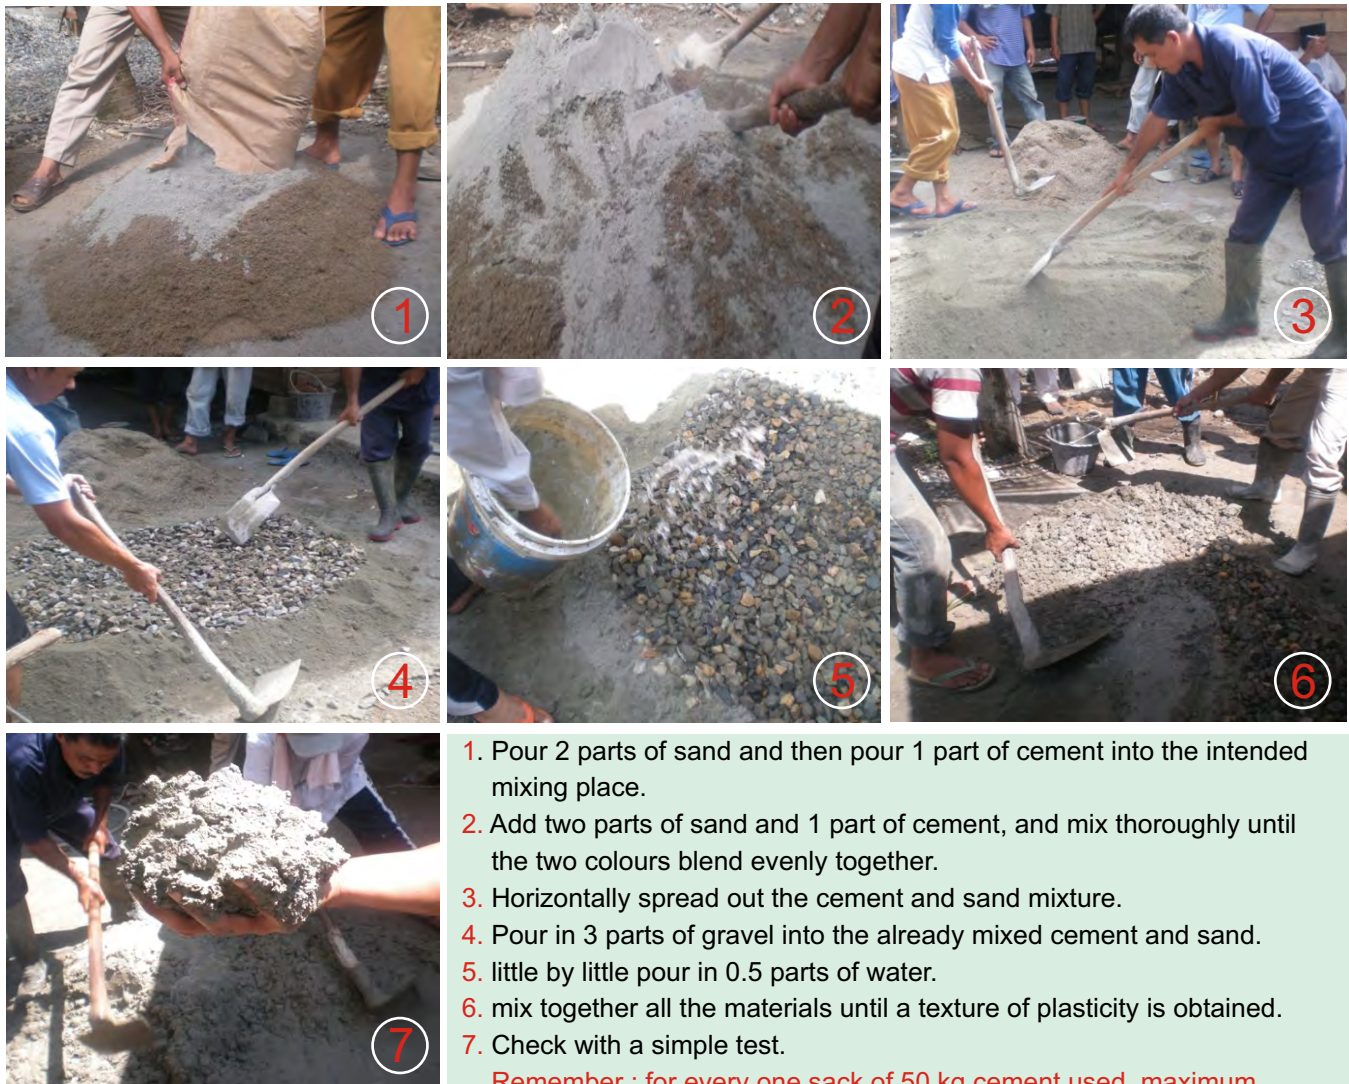 1
2
3
4
5
6
7
1. Pour 2 parts of sand and then pour 1 part of cement into the intended
mixing place.
2. Add two parts of sand and 1 part of cement, and mix thoroughly until
the two colours blend evenly together.
3. Horizontally spread out the cement and sand mixture.
4. Pour in 3 parts of gravel into the already mixed cement and sand.
5. little by little pour in 0.5 parts of water.
6. mix together all the materials until a texture of plasticity is obtained.
7. Check with a simple test.
Remember : for every one sack of 50 kg cement used, maximum